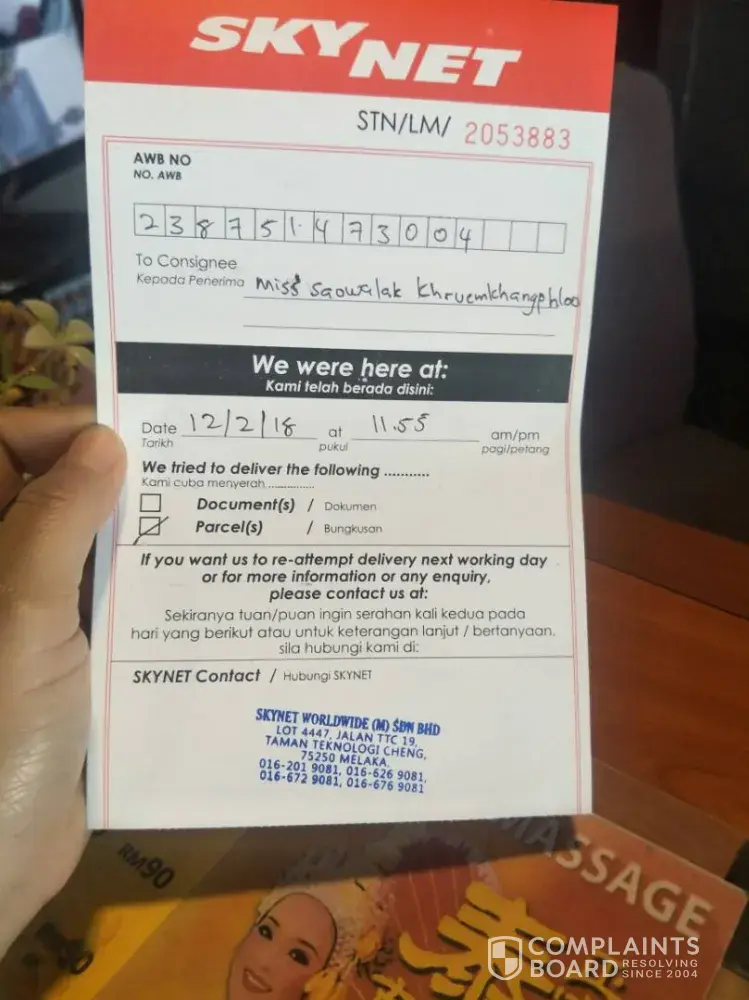 SKYNET
STN/LM/ 2053883
AWB NO
NO. AWB
238751473004
To Consignee
Kepada Penerima Miss Saowalak Khruemkhangphloo
We were here at:
Kami telah berada disini:
Date 12/2/18 at 11.55 am/pm
Tarikh pukul pagi/petang
We tried to deliver the following ...........
Kami cuba menyerah ..............
Document(s) / Dokumen
Parcel(s) / Bungkusan
If you want us to re-attempt delivery next working day
or for more information or any enquiry,
please contact us at:
Sekiranya tuan/puan ingin serahan kali kedua pada
hari yang berikut atau untuk keterangan lanjut / bertanyaan.
sila hubungi kami di:
SKYNET Contact / Hubungi SKYNET
SKYNET WORLDWIDE (M) SDN BHD
LOT 4447, JALAN TTC 19,
TAMAN TEKNOLOGI CHENG,
75250 MELAKA.
016-201 9081, 016-626 9081,
016-672 9081, 016-676 9081
RM90
MASSAGE
COMPLAINTS
BOARD RESOLVING
SINCE 2004